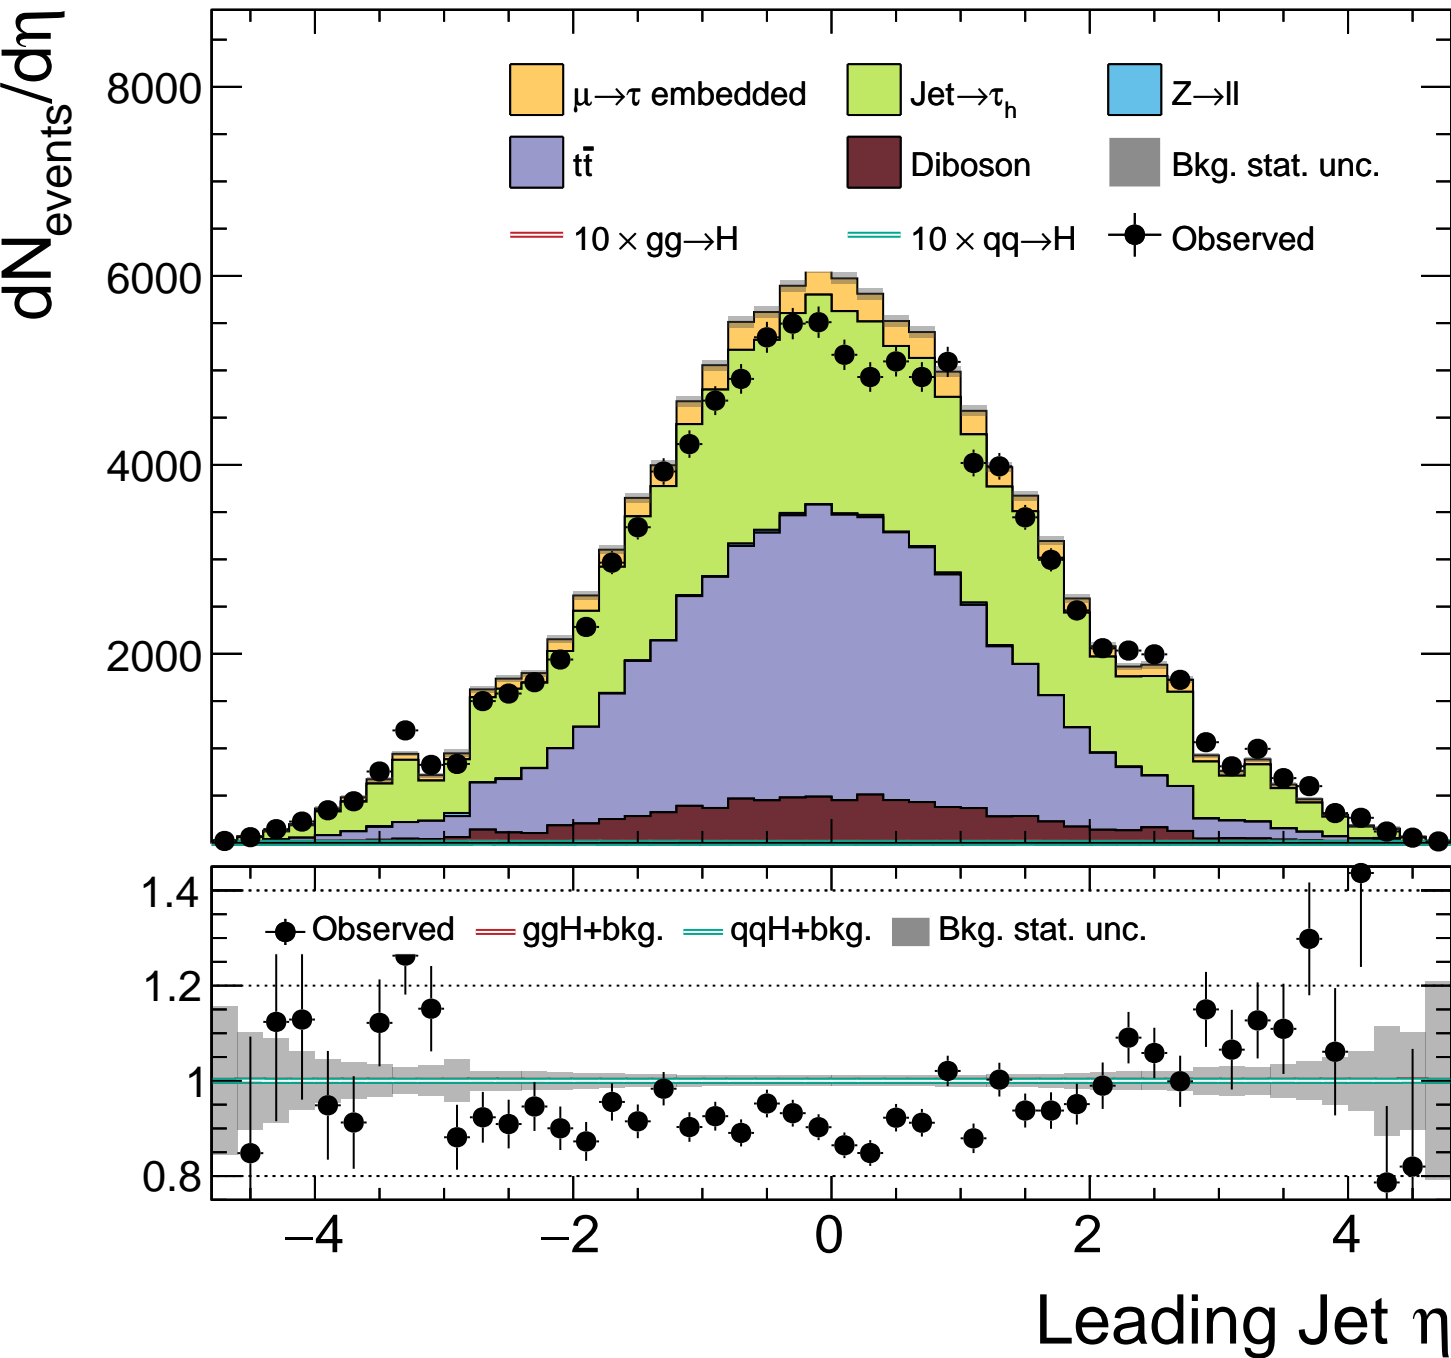 dN_events/dη
8000
6000
4000
2000
μ→τ embedded Jet→τ_h Z→ll
tt̄ Diboson Bkg. stat. unc.
10 × gg→H 10 × qq→H Observed
1.4
1.2
1
0.8
Observed ggH+bkg. qqH+bkg. Bkg. stat. unc.
−4 −2 0 2 4
Leading Jet η